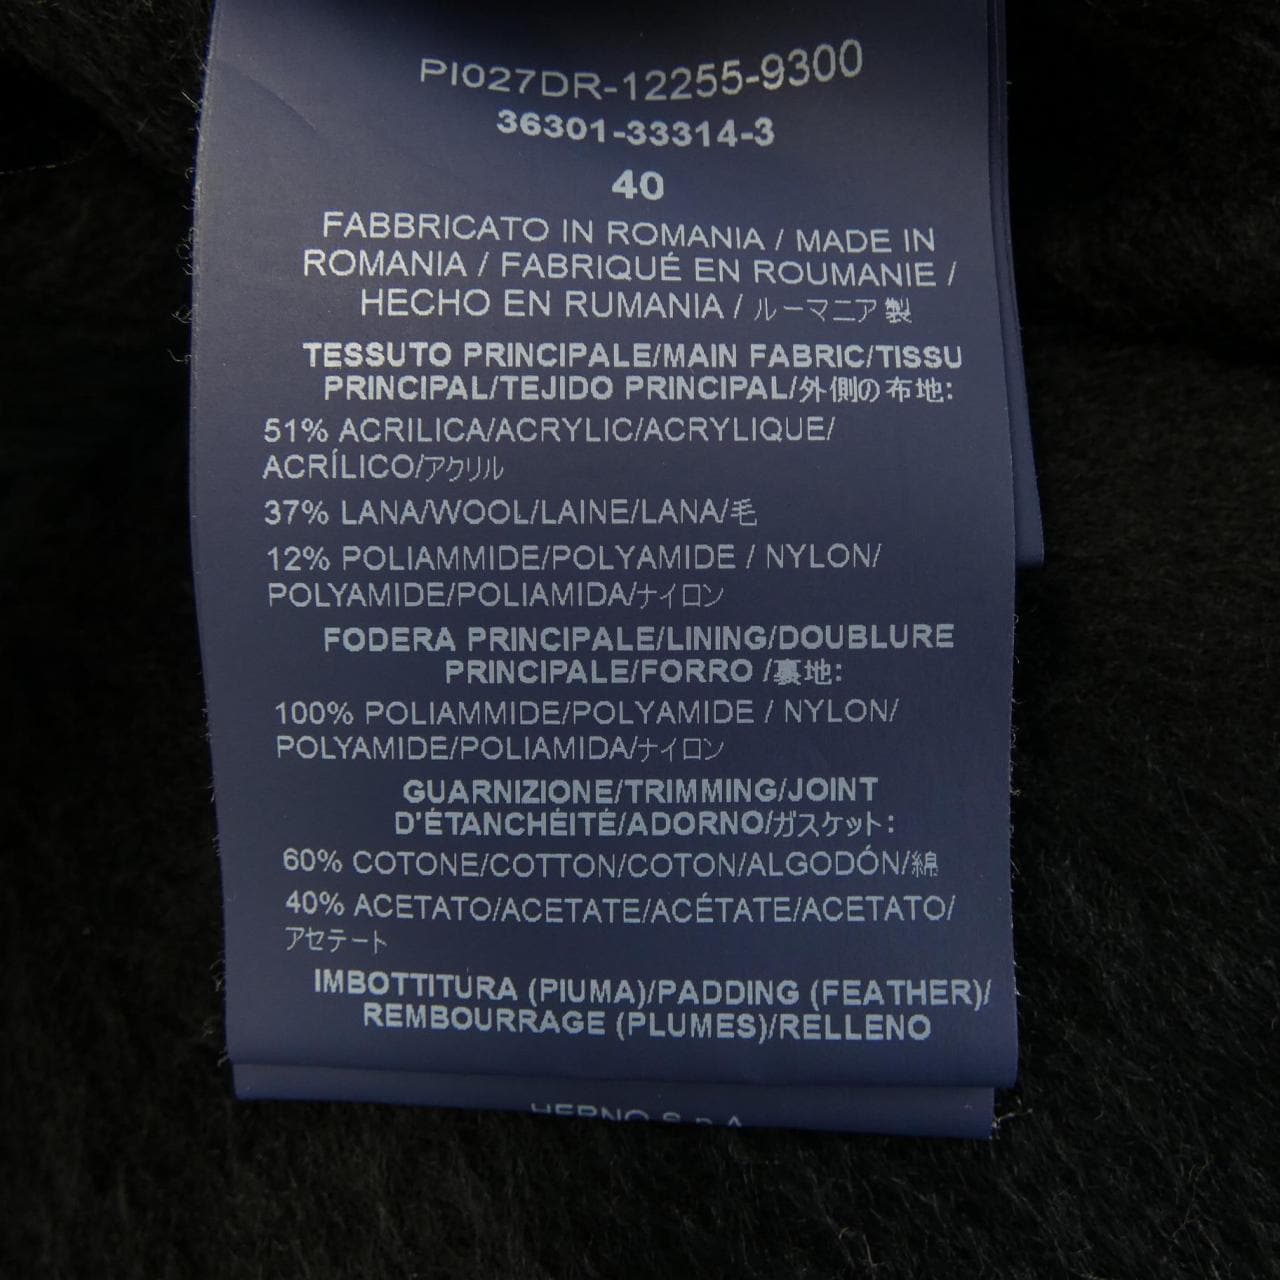 PI027DR-12255-9300
36301-33314-3
40
FABBRICATO IN ROMANIA / MADE IN
ROMANIA / FABRIQUÉ EN ROUMANIE /
HECHO EN RUMANIA / ルーマニア製
TESSUTO PRINCIPALE/MAIN FABRIC/TISSU
PRINCIPAL/TEJIDO PRINCIPAL/外側の布地:
51% ACRILICA/ACRYLIC/ACRYLIQUE/
ACRÍLICO/アクリル
37% LANA/WOOL/LAINE/LANA/毛
12% POLIAMMIDE/POLYAMIDE / NYLON/
POLYAMIDE/POLIAMIDA/ナイロン
FODERA PRINCIPALE/LINING/DOUBLURE
PRINCIPALE/FORRO /裏地:
100% POLIAMMIDE/POLYAMIDE / NYLON/
POLYAMIDE/POLIAMIDA/ナイロン
GUARNIZIONE/TRIMMING/JOINT
D'ÉTANCHÉITÉ/ADORNO/ガスケット:
60% COTONE/COTTON/COTON/ALGODÓN/綿
40% ACETATO/ACETATE/ACÉTATE/ACETATO/
アセテート
IMBOTTITURA (PIUMA)/PADDING (FEATHER)/
REMBOURRAGE (PLUMES)/RELLENO
HERNO S.p.A.